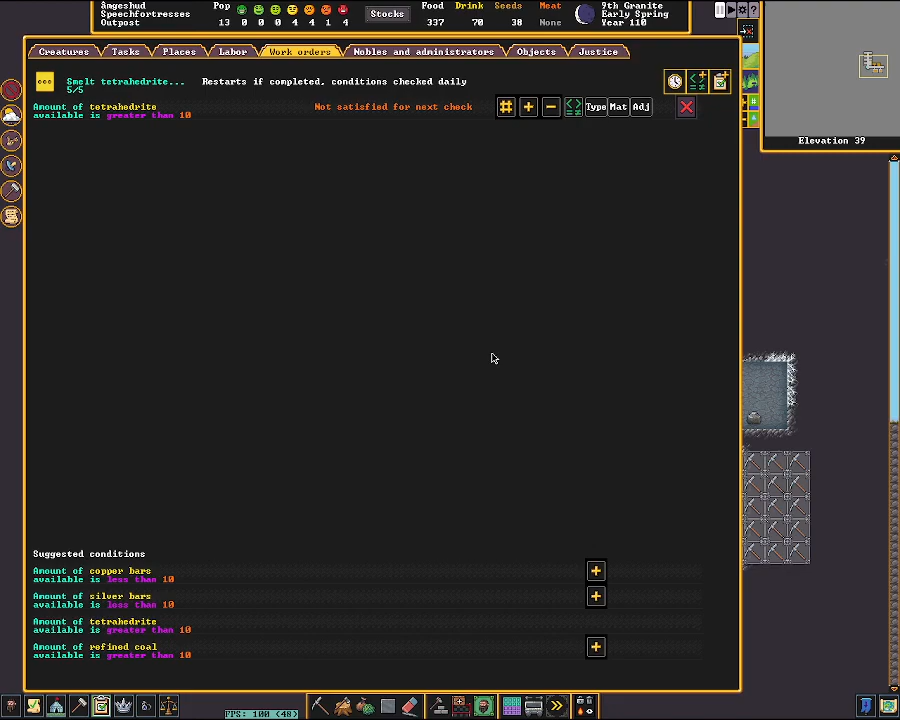 Amgeshud
Speechfortresses
Outpost
Pop
13 0 0 0 4 4 1 4
Stocks
Food Drink Seeds Meat
337 70 38 None
9th Granite
Early Spring
Year 110
Creatures Tasks Places Labor Work orders Nobles and administrators Objects Justice
Smelt tetrahedrite... Restarts if completed, conditions checked daily
5/5
Amount of tetrahedrite
available is greater than 10
Not satisfied for next check
Type Mat Adj
Elevation 39
Suggested conditions
Amount of copper bars
available is less than 10
Amount of silver bars
available is less than 10
Amount of tetrahedrite
available is greater than 10
Amount of refined coal
available is greater than 10
FPS: 100 (48)